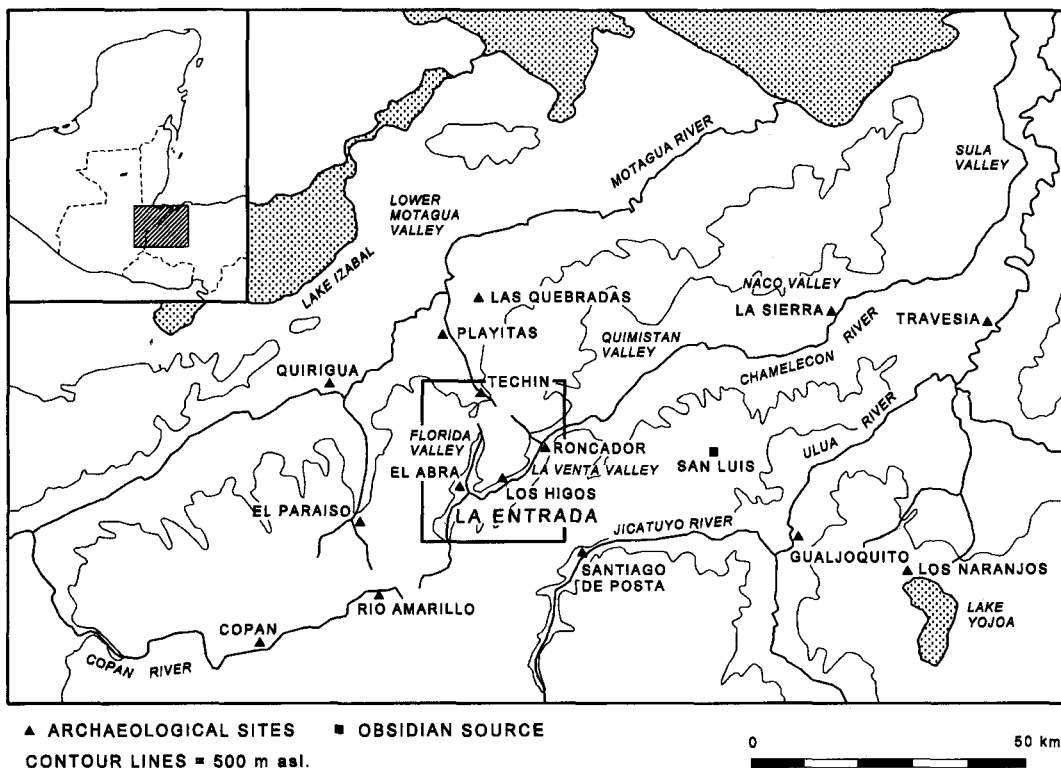 SULA
VALLEY
MOTAGUA RIVER
LOWER
MOTAGUA
VALLEY
LAKE IZABAL
LAS QUEBRADAS
NACO VALLEY
LA SIERRA
TRAVESIA
PLAYITAS
QUIMISTAN
VALLEY
CHAMELECON RIVER
QUIRIGUA
TECHIN
FLORIDA
VALLEY
RONCADOR
LA VENTA VALLEY
EL ABRA
LOS HIGOS
SAN LUIS
ULUA RIVER
EL PARAISO
LA ENTRADA
JICATUYO RIVER
GUALJOQUITO
SANTIAGO
DE POSTA
LOS NARANJOS
RIO AMARILLO
LAKE
YOJOA
COPAN
COPAN RIVER
▲ ARCHAEOLOGICAL SITES ■ OBSIDIAN SOURCE
CONTOUR LINES = 500 m asl.
0 50 km